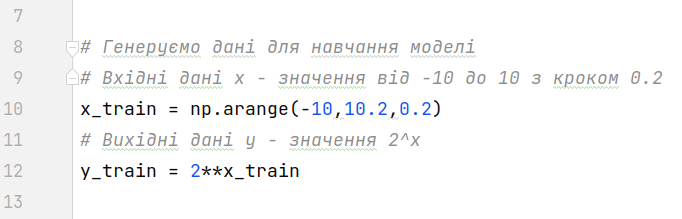 7
8 # Генеруємо дані для навчання моделі
9 # Вхідні дані x - значення від -10 до 10 з кроком 0.2
10 x_train = np.arange(-10,10.2,0.2)
11 # Вихідні дані y - значення 2^x
12 y_train = 2**x_train
13